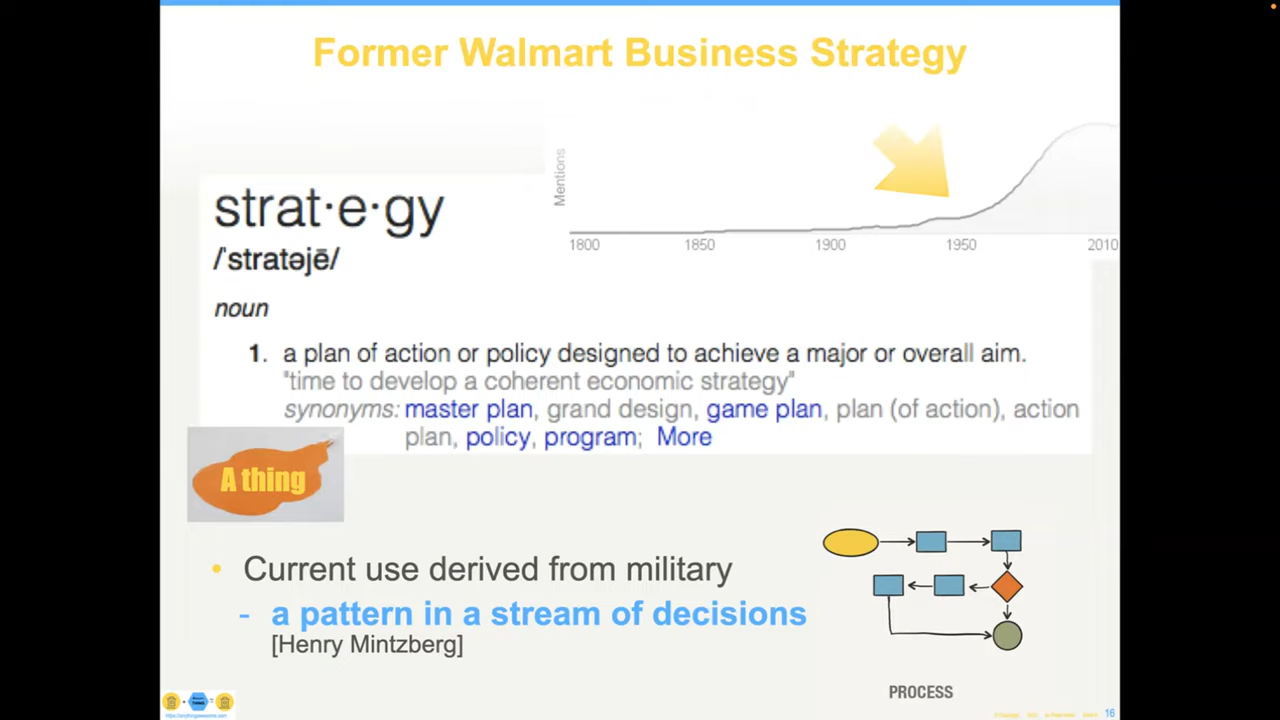 Former Walmart Business Strategy
Mentions
1800 1850 1900 1950 2010
strat·e·gy
/ˈstratəjē/
noun
1. a plan of action or policy designed to achieve a major or overall aim.
"time to develop a coherent economic strategy"
synonyms: master plan, grand design, game plan, plan (of action), action
plan, policy, program; More
A thing
• Current use derived from military
- a pattern in a stream of decisions
[Henry Mintzberg]
PROCESS
16